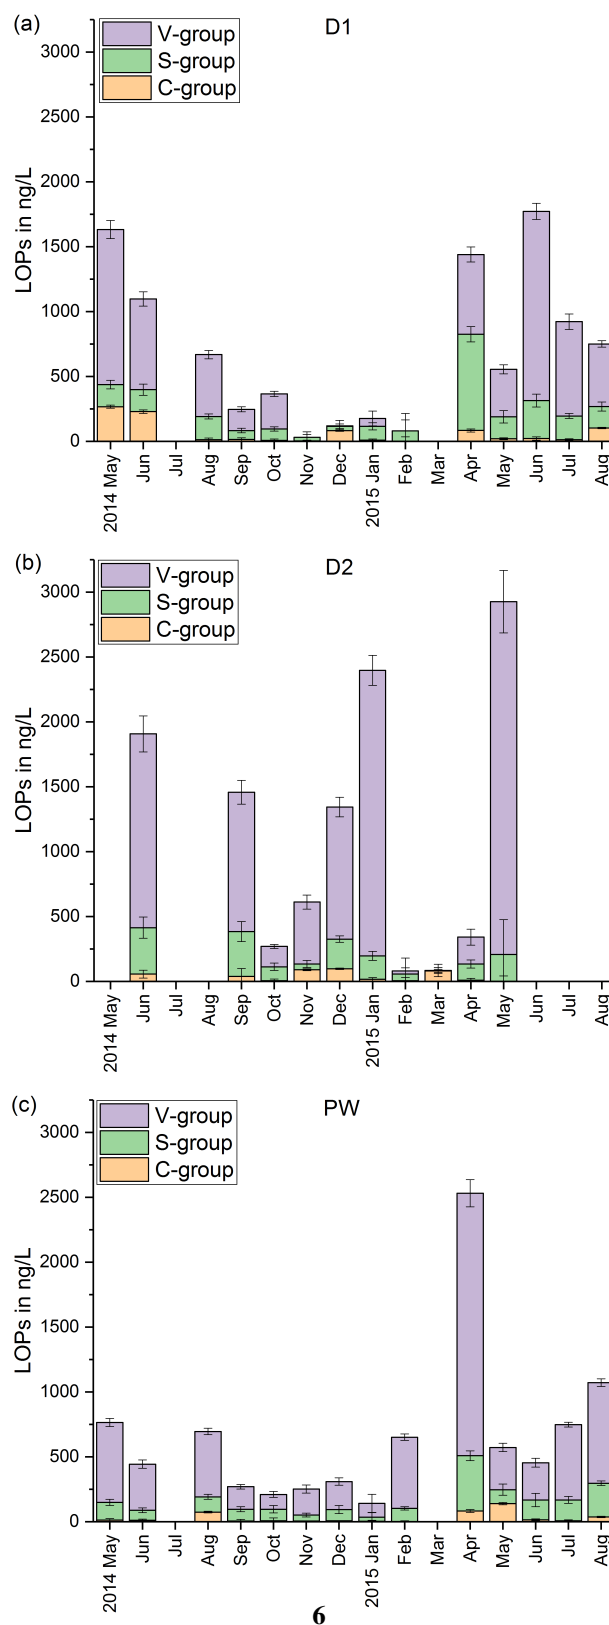 (a)
D1
V-group
S-group
C-group
LOPs in ng/L
3000
2500
2000
1500
1000
500
0
2014 May
Jun
Jul
Aug
Sep
Oct
Nov
Dec
2015 Jan
Feb
Mar
Apr
May
Jun
Jul
Aug
(b)
D2
V-group
S-group
C-group
LOPs in ng/L
3000
2500
2000
1500
1000
500
0
2014 May
Jun
Jul
Aug
Sep
Oct
Nov
Dec
2015 Jan
Feb
Mar
Apr
May
Jun
Jul
Aug
(c)
PW
V-group
S-group
C-group
LOPs in ng/L
3000
2500
2000
1500
1000
500
0
2014 May
Jun
Jul
Aug
Sep
Oct
Nov
Dec
2015 Jan
Feb
Mar
Apr
May
Jun
Jul
Aug
6